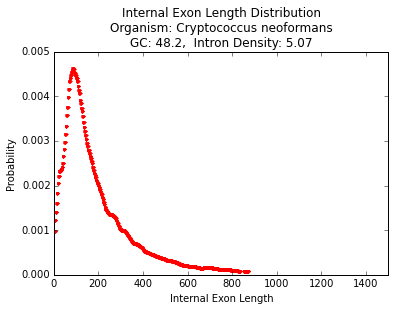 Internal Exon Length Distribution
Organism: Cryptococcus neoformans
GC: 48.2,  Intron Density: 5.07
0.005
0.004
0.003
0.002
0.001
0.000
Probability
0 200 400 600 800 1000 1200 1400
Internal Exon Length